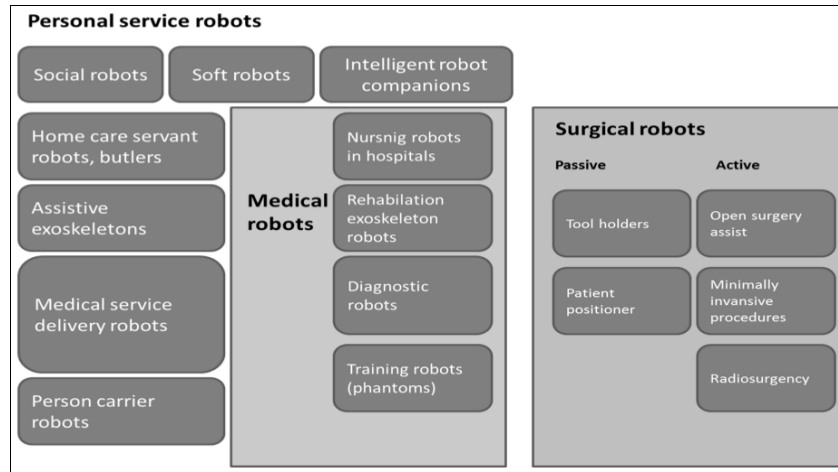 Personal service robots
Social robots
Soft robots
Intelligent robot
companions
Home care servant
robots, butlers
Assistive
exoskeletons
Medical service
delivery robots
Person carrier
robots
Medical
robots
Nursnig robots
in hospitals
Rehabilation
exoskeleton
robots
Diagnostic
robots
Training robots
(phantoms)
Surgical robots
Passive
Active
Tool holders
Open surgery
assist
Patient
positioner
Minimally
invansive
procedures
Radiosurgency